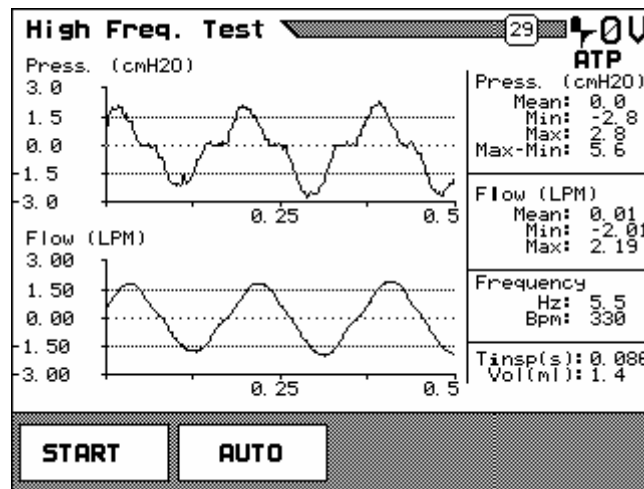 High Freq. Test 29 0V
ATP
Press. (cmH2O)
3.0
1.5
0.0
-1.5
-3.0
0.25 0.5
Flow (LPM)
3.00
1.50
0.00
-1.50
-3.00
0.25 0.5
Press. (cmH2O)
Mean: 0.0
Min: -2.8
Max: 2.8
Max-Min: 5.6
Flow (LPM)
Mean: 0.01
Min: -2.01
Max: 2.19
Frequency
Hz: 5.5
Bpm: 330
Tinsp(s): 0.086
Vol(ml): 1.4
START AUTO